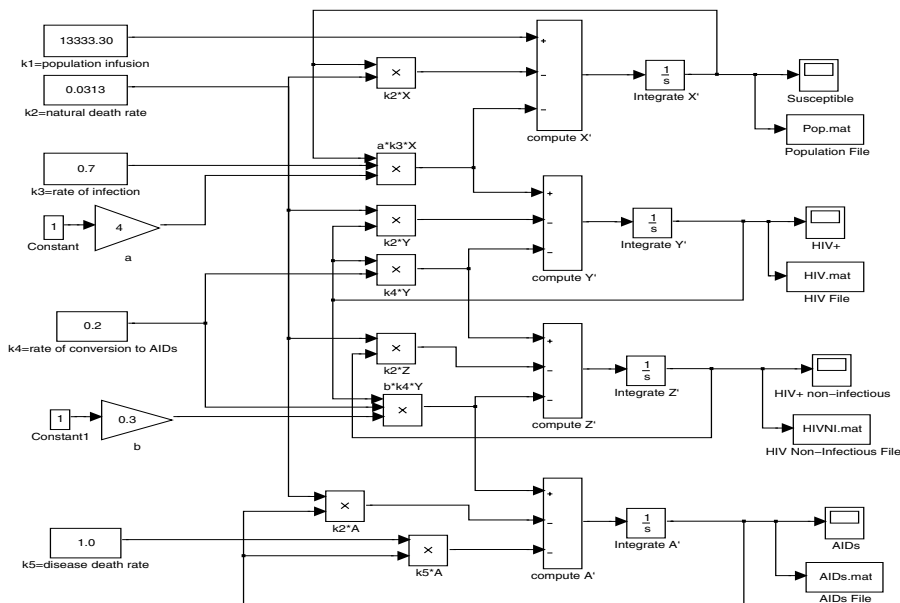 13333.30
k1=population infusion
0.0313
k2=natural death rate
×
k2*X
+
−
−
compute X'
1
s
Integrate X'
Susceptible
Pop.mat
Population File
a*k3*X
×
0.7
k3=rate of infection
1
Constant
4
a
×
k2*Y
×
k4*Y
+
−
−
compute Y'
1
s
Integrate Y'
HIV+
HIV.mat
HIV File
0.2
k4=rate of conversion to AIDs
×
k2*Z
b*k4*Y
×
+
−
−
compute Z'
1
s
Integrate Z'
HIV+ non−infectious
HIVNI.mat
HIV Non−Infectious File
1
Constant1
0.3
b
×
k2*A
1.0
k5=disease death rate
×
k5*A
+
−
−
compute A'
1
s
Integrate A'
AIDs
AIDs.mat
AIDs File